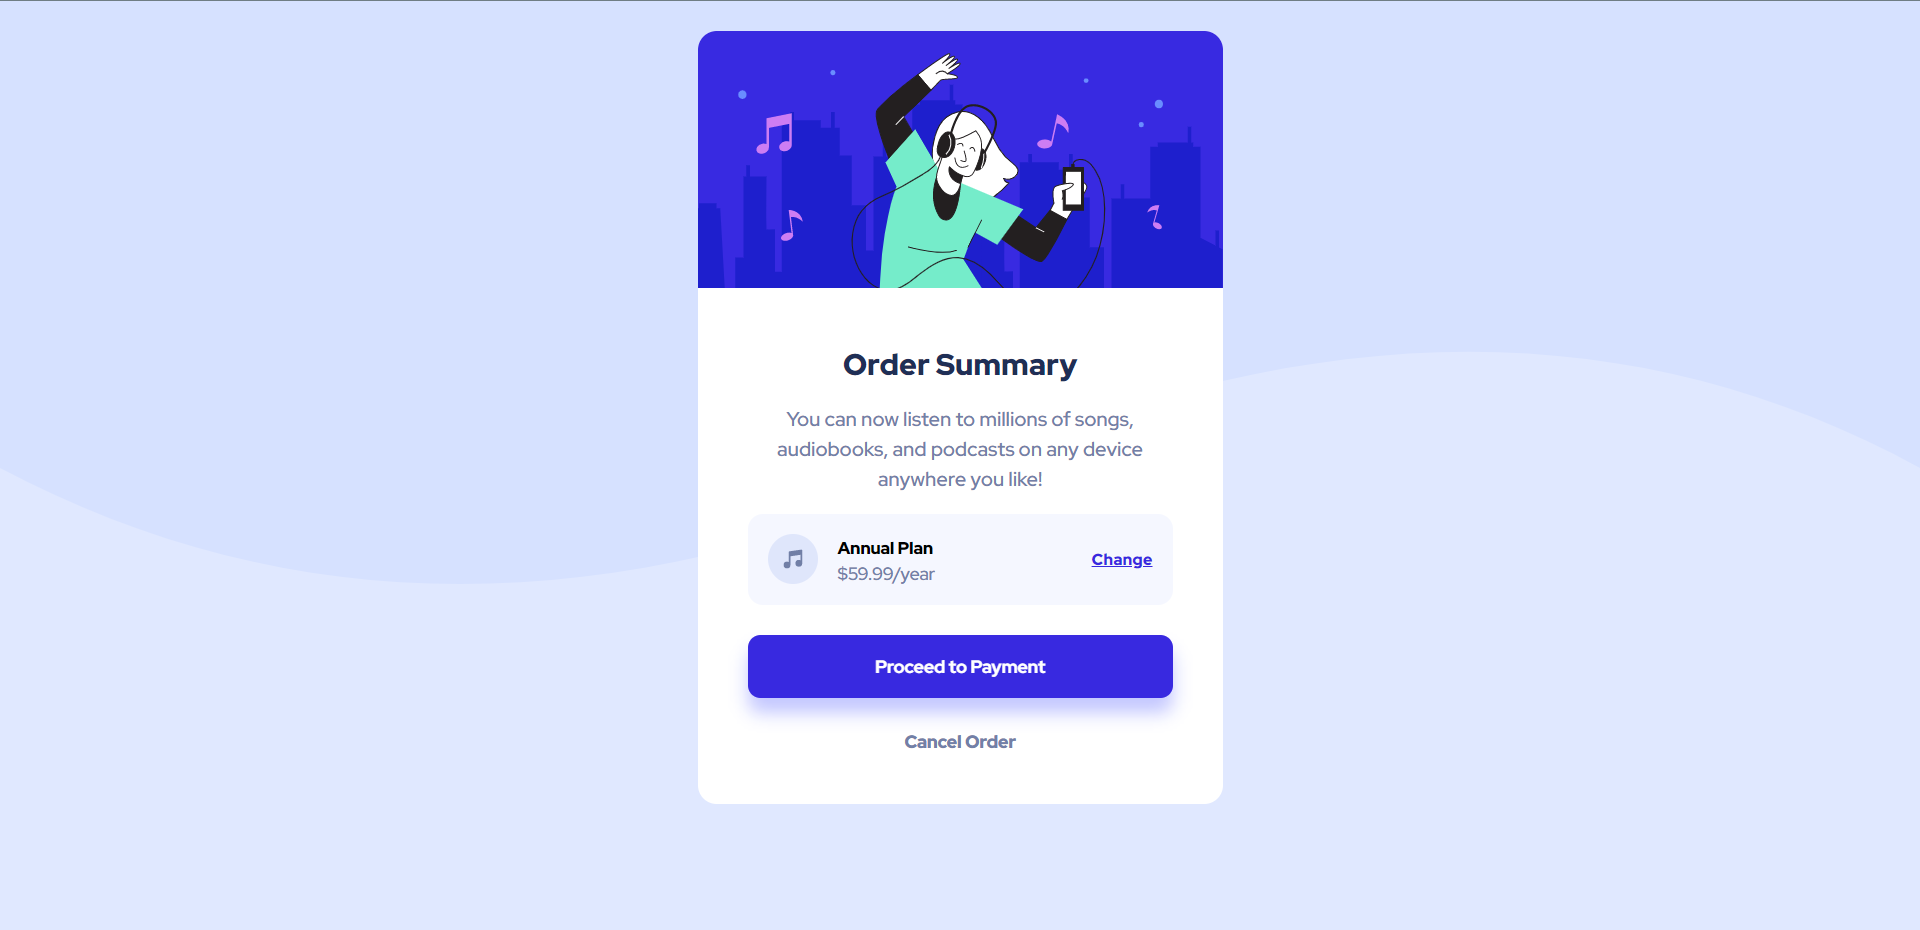 Order Summary
You can now listen to millions of songs,
audiobooks, and podcasts on any device
anywhere you like!
Annual Plan
$59.99/year
Change
Proceed to Payment
Cancel Order